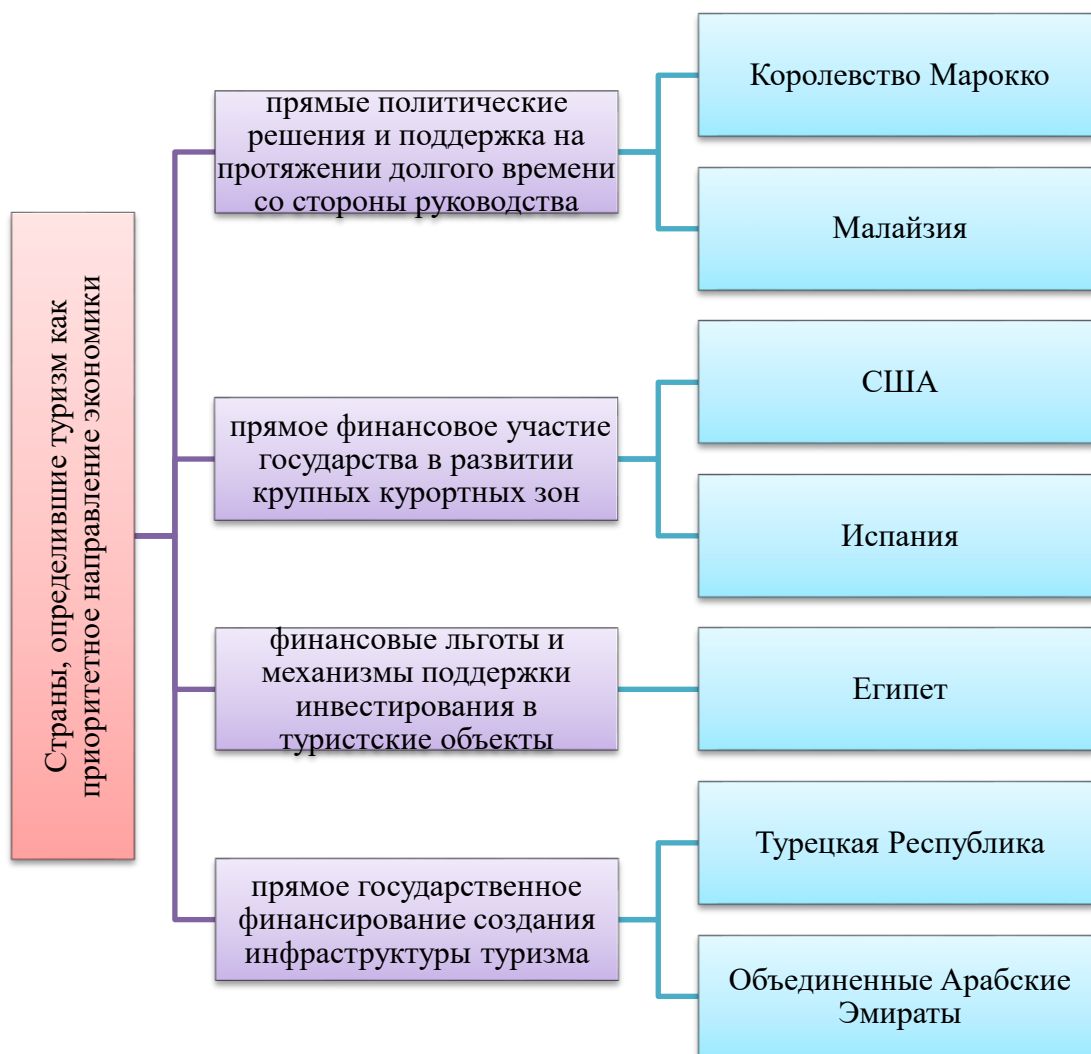 Страны, определившие туризм как
приоритетное направление экономики
прямые политические
решения и поддержка на
протяжении долгого времени
со стороны руководства
Королевство Марокко
Малайзия
прямое финансовое участие
государства в развитии
крупных курортных зон
США
Испания
финансовые льготы и
механизмы поддержки
инвестирования в
туристские объекты
Египет
прямое государственное
финансирование создания
инфраструктуры туризма
Турецкая Республика
Объединенные Арабские
Эмираты